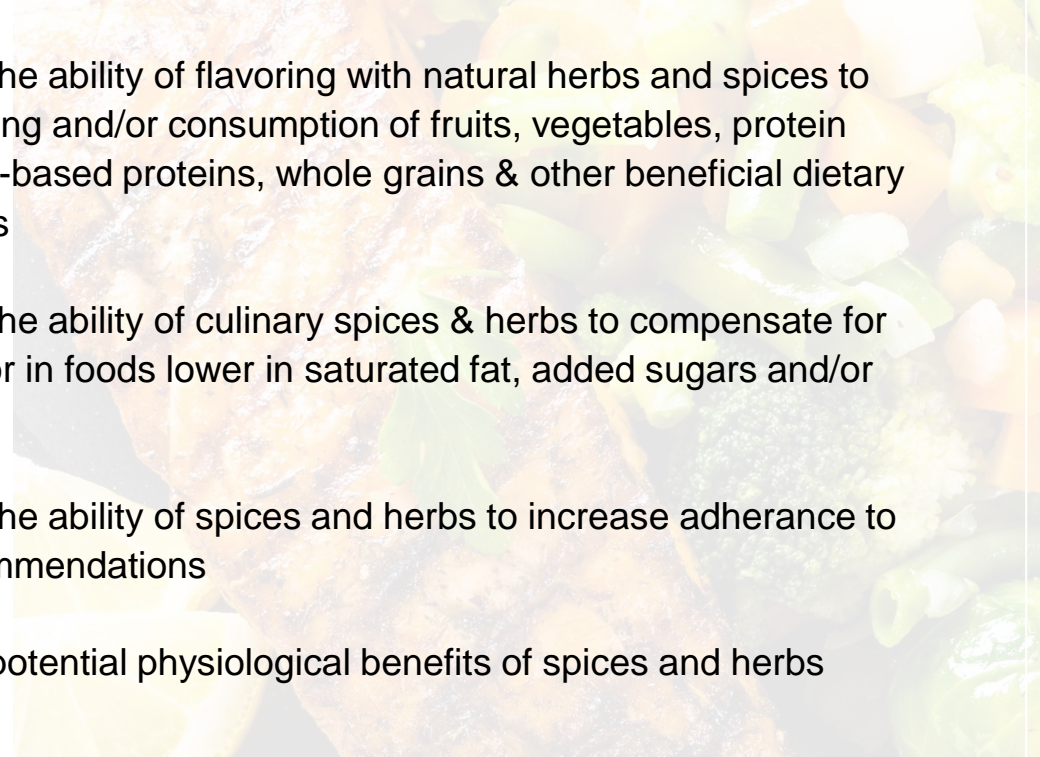 he ability of flavoring with natural herbs and spices to
ng and/or consumption of fruits, vegetables, protein
-based proteins, whole grains & other beneficial dietary
s
he ability of culinary spices & herbs to compensate for
r in foods lower in saturated fat, added sugars and/or
he ability of spices and herbs to increase adherance to
mmendations
potential physiological benefits of spices and herbs